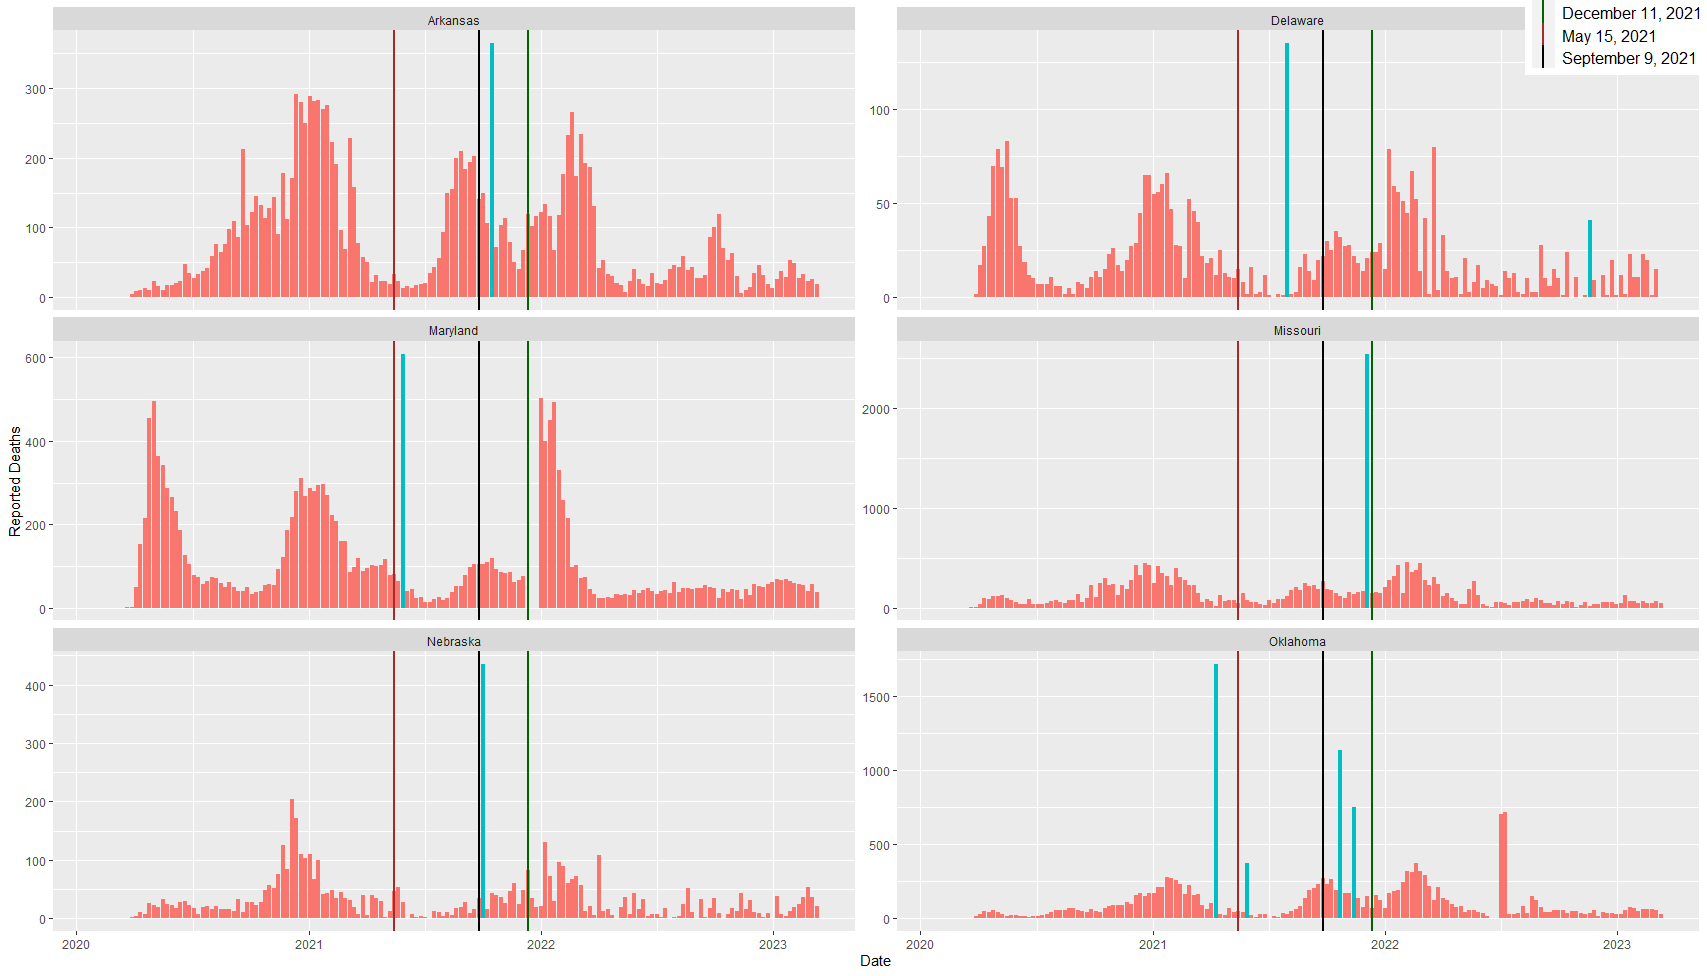 Arkansas
Delaware
December 11, 2021
May 15, 2021
September 9, 2021
300
200
100
0
100
50
0
Maryland
Missouri
600
400
200
0
2000
1000
0
Reported Deaths
Nebraska
Oklahoma
400
300
200
100
0
1500
1000
500
0
2020
2021
2022
2023
2020
2021
2022
2023
Date